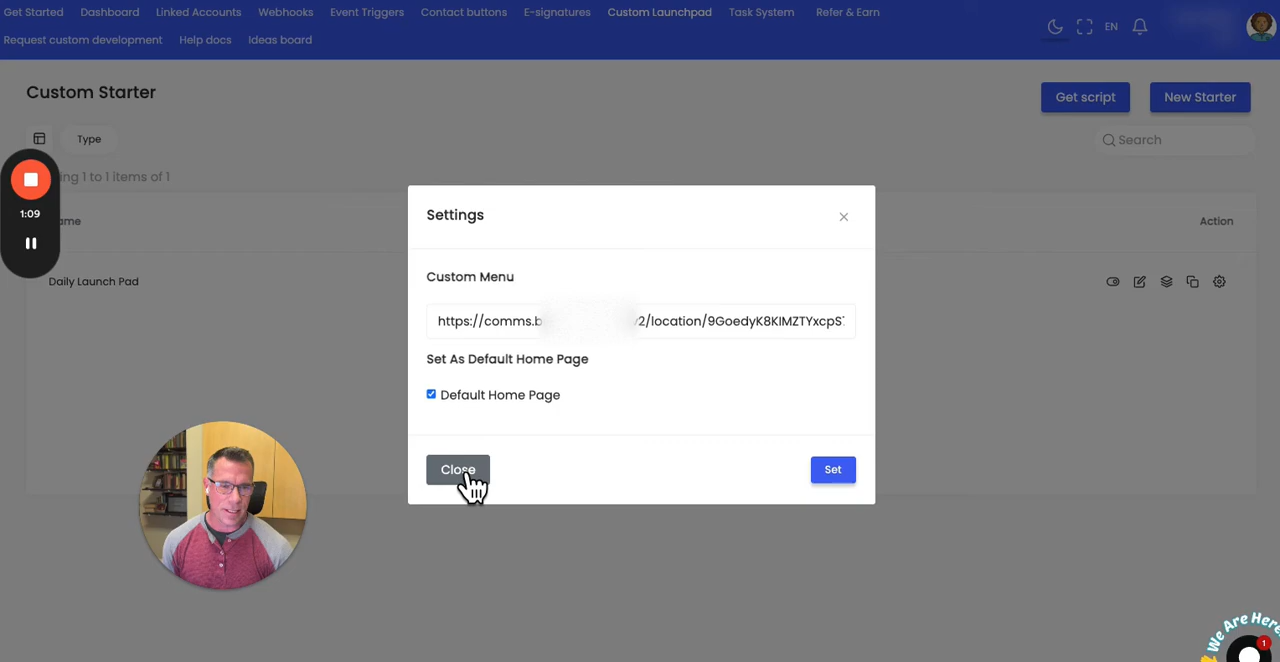 Get Started Dashboard Linked Accounts Webhooks Event Triggers Contact buttons E-signatures Custom Launchpad Task System Refer & Earn
EN
Request custom development Help docs Ideas board
Custom Starter
Get script New Starter
Type
Search
ing 1 to 1 items of 1
1:09
ame
Action
Daily Launch Pad
Settings
Custom Menu
https://comms.b /2/location/9GoedyK8KIMZTYxcpS
Set As Default Home Page
Default Home Page
Close
Set
We Are Here
1